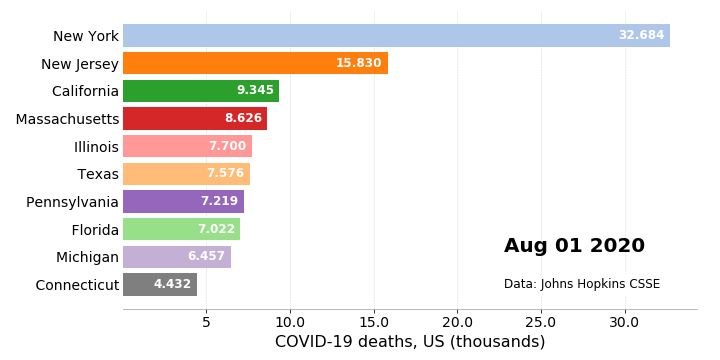 New York 32.684
New Jersey 15.830
California 9.345
Massachusetts 8.626
Illinois 7.700
Texas 7.576
Pennsylvania 7.219
Florida 7.022
Michigan 6.457
Connecticut 4.432
Aug 01 2020
Data: Johns Hopkins CSSE
5 10.0 15.0 20.0 25.0 30.0
COVID-19 deaths, US (thousands)